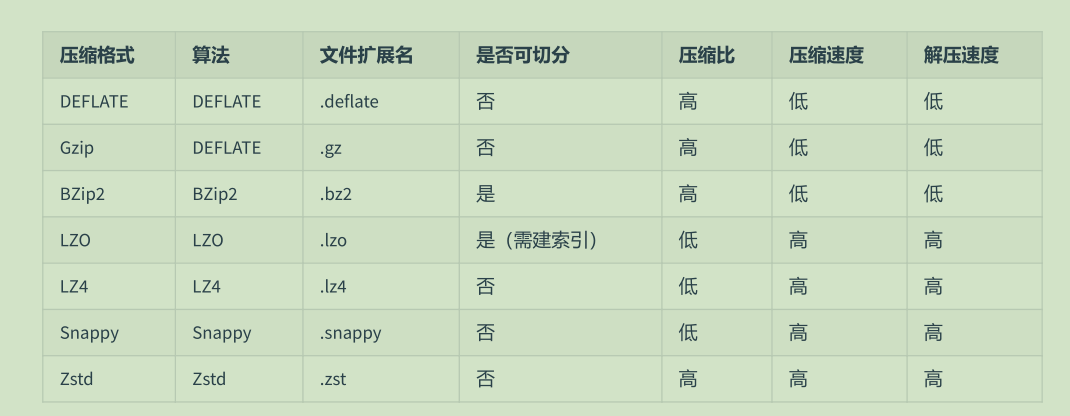 压缩格式 算法 文件扩展名 是否可切分 压缩比 压缩速度 解压速度
DEFLATE DEFLATE .deflate 否 高 低 低
Gzip DEFLATE .gz 否 高 低 低
BZip2 BZip2 .bz2 是 高 低 低
LZO LZO .lzo 是（需建索引） 低 高 高
LZ4 LZ4 .lz4 否 低 高 高
Snappy Snappy .snappy 否 低 高 高
Zstd Zstd .zst 否 高 高 高